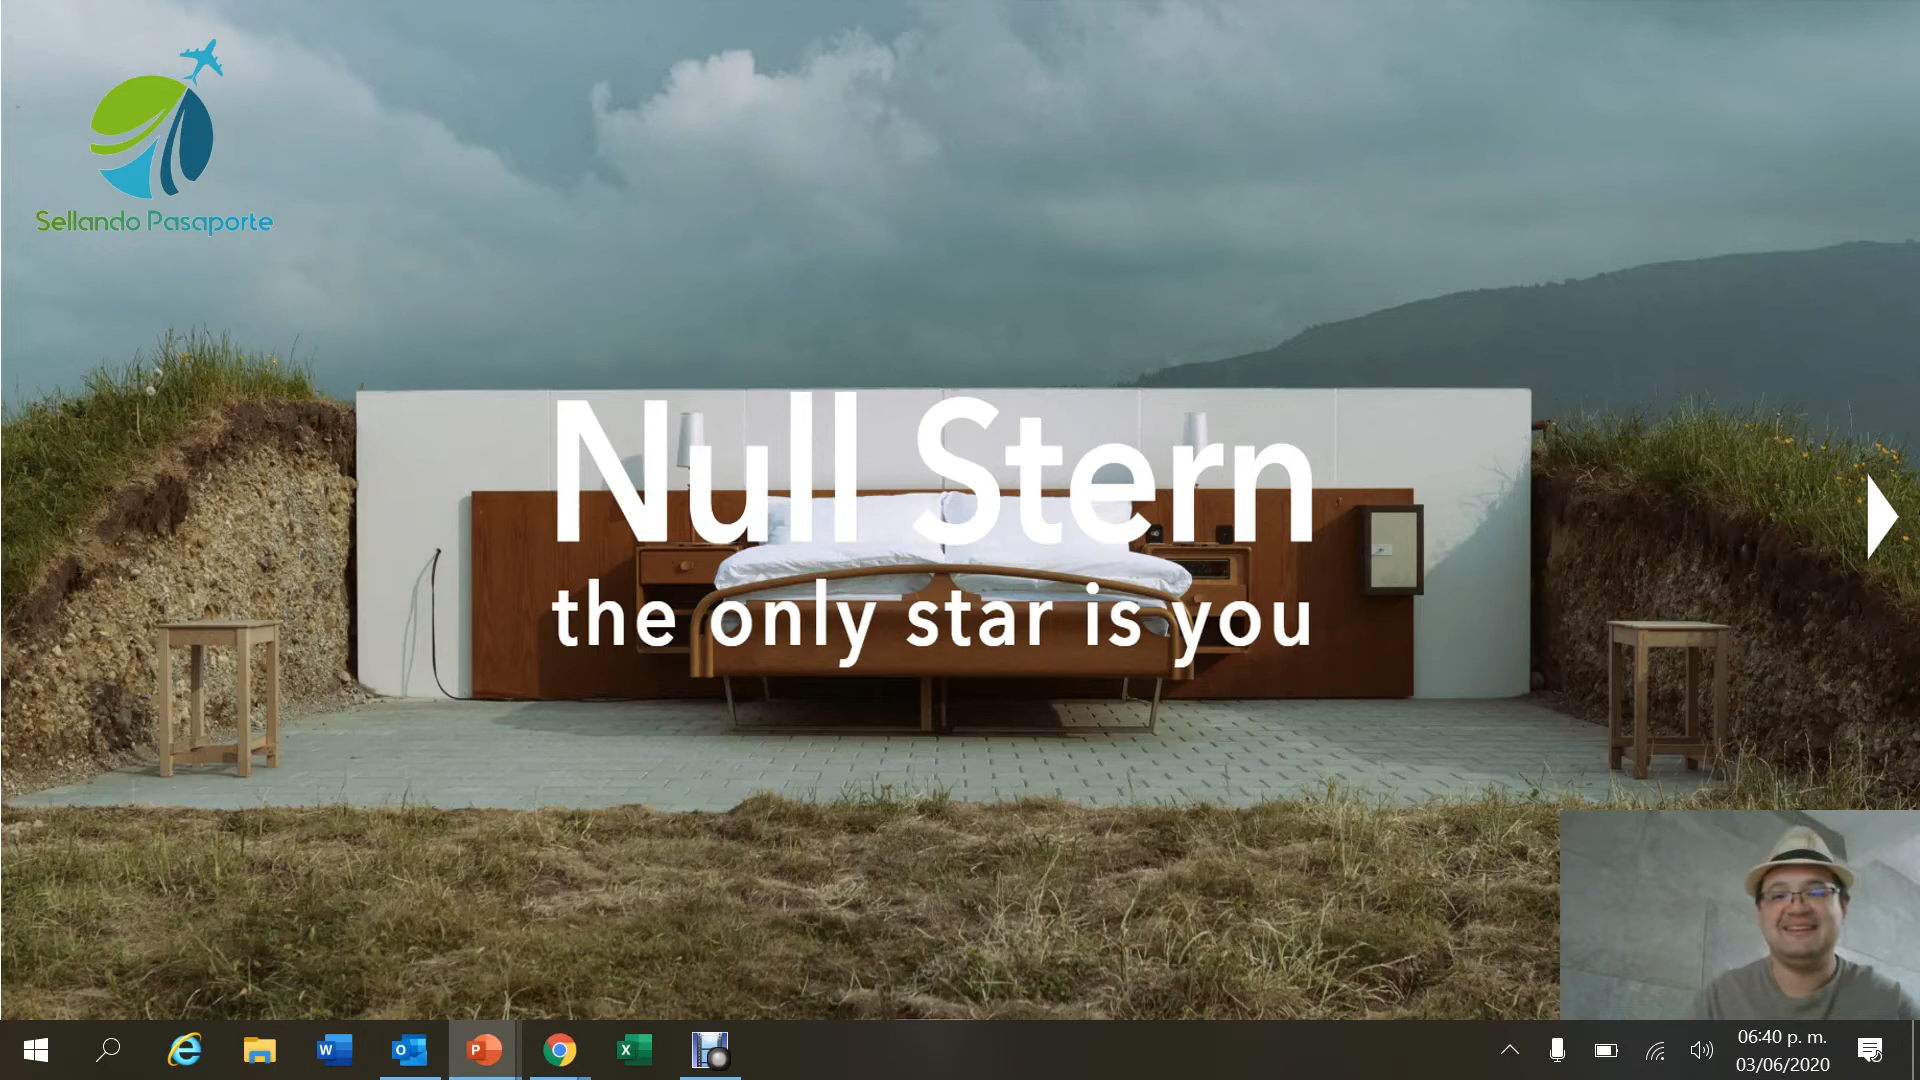 Sellando Pasaporte
Null Stern
the only star is you
06:40 p. m.
03/06/2020